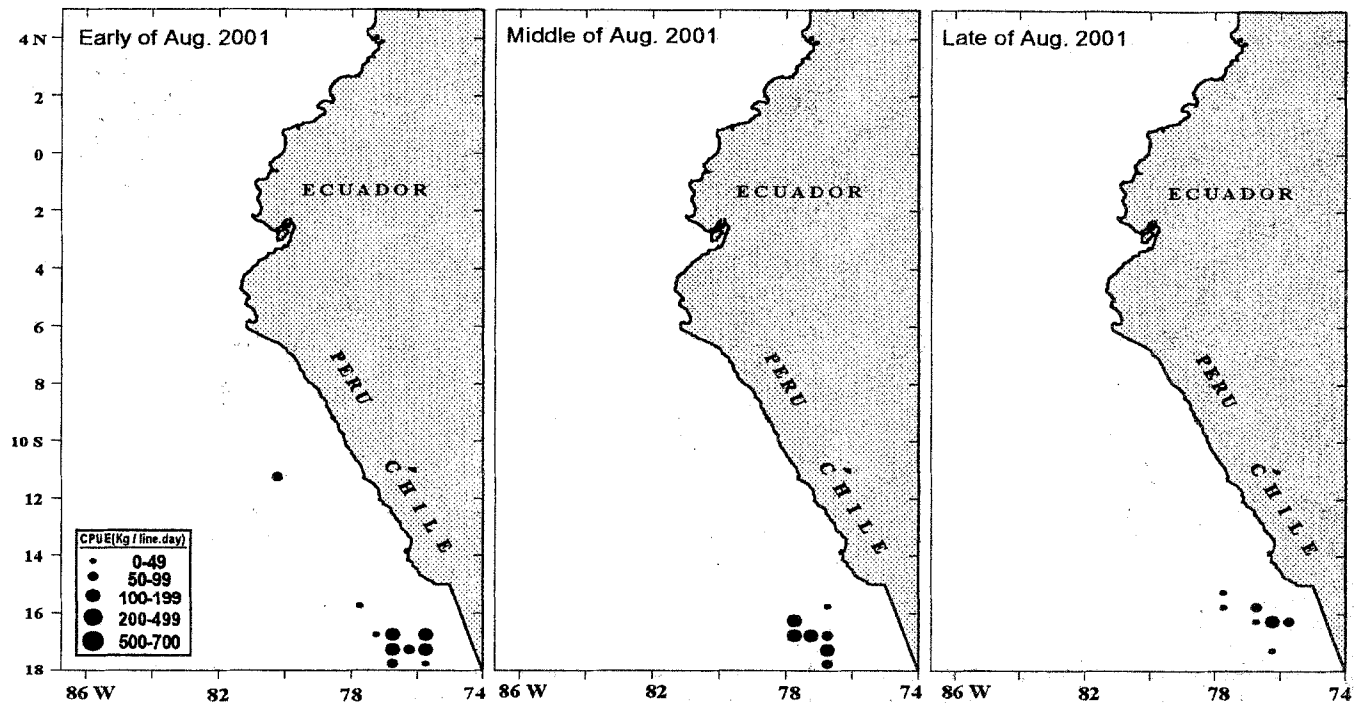 Early of Aug. 2001
Middle of Aug. 2001
Late of Aug. 2001
4 N
2
0
2
4
6
8
10 S
12
14
16
18
ECUADOR
PERU
CHILE
ECUADOR
PERU
CHILE
ECUADOR
PERU
CHILE
CPUE(Kg / line.day)
0-49
50-99
100-199
200-499
500-700
86 W
82
78
74
86 W
82
78
74
86 W
82
78
74